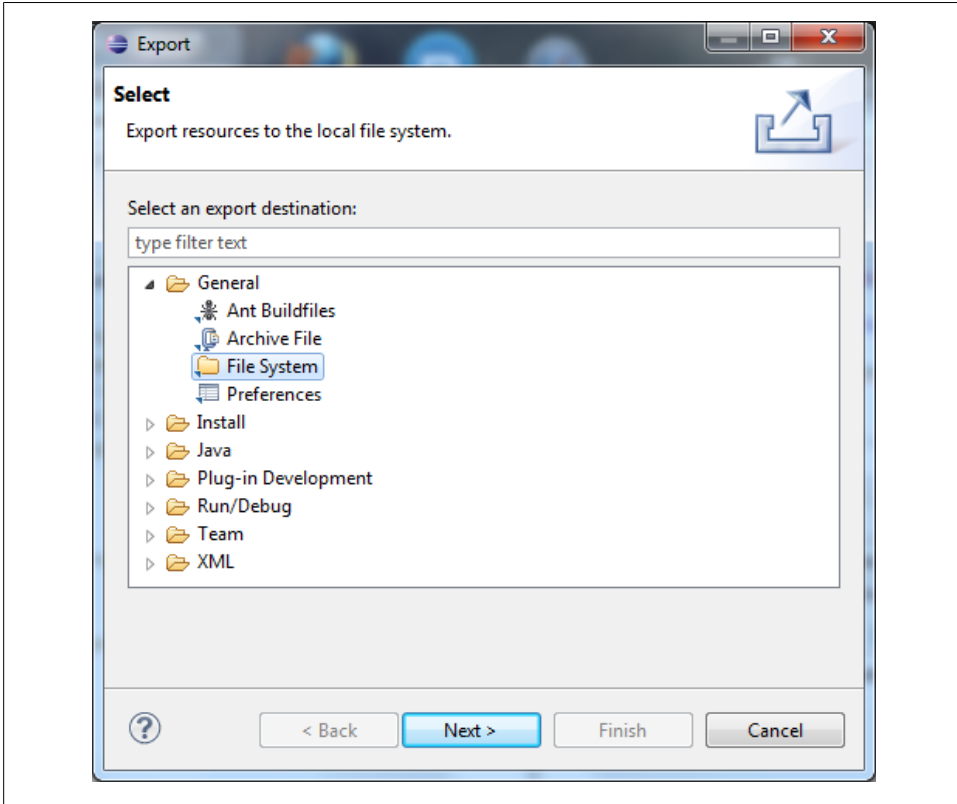 Export
Select
Export resources to the local file system.
Select an export destination:
type filter text
General
Ant Buildfiles
Archive File
File System
Preferences
Install
Java
Plug-in Development
Run/Debug
Team
XML
?
< Back Next > Finish Cancel